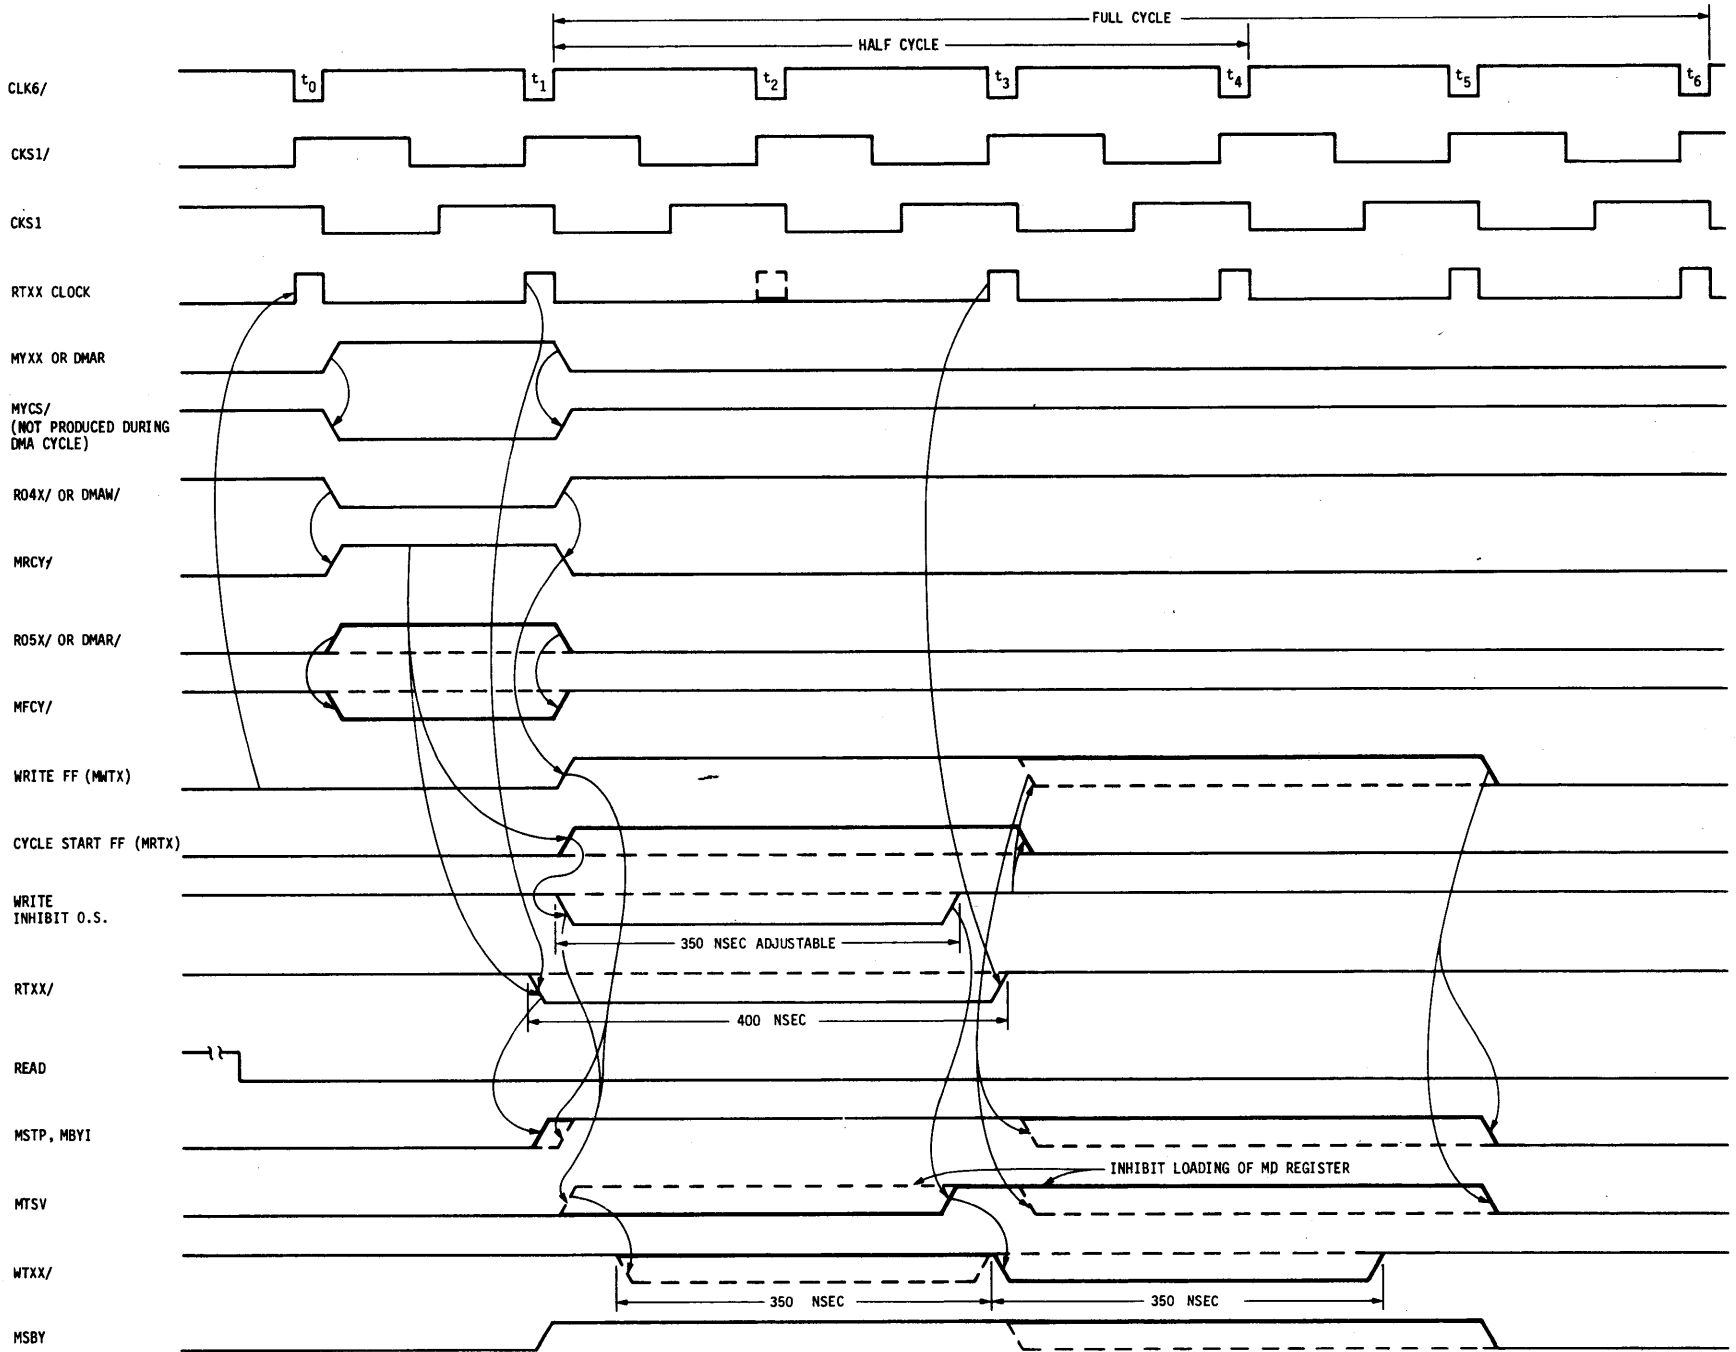 FULL CYCLE
HALF CYCLE
CLK6/
t0
t1
t2
t3
t4
t5
t6
CKS1/
CKS1
RTXX CLOCK
MYXX OR DMAR
MYCS/
(NOT PRODUCED DURING
DMA CYCLE)
RO4X/ OR DMAW/
MRCY/
RO5X/ OR DMAR/
MFCY/
WRITE FF (MWTX)
CYCLE START FF (MRTX)
WRITE
INHIBIT O.S.
350 NSEC ADJUSTABLE
RTXX/
400 NSEC
READ
MSTP, MBYI
INHIBIT LOADING OF MD REGISTER
MTSV
WTXX/
350 NSEC
350 NSEC
MSBY